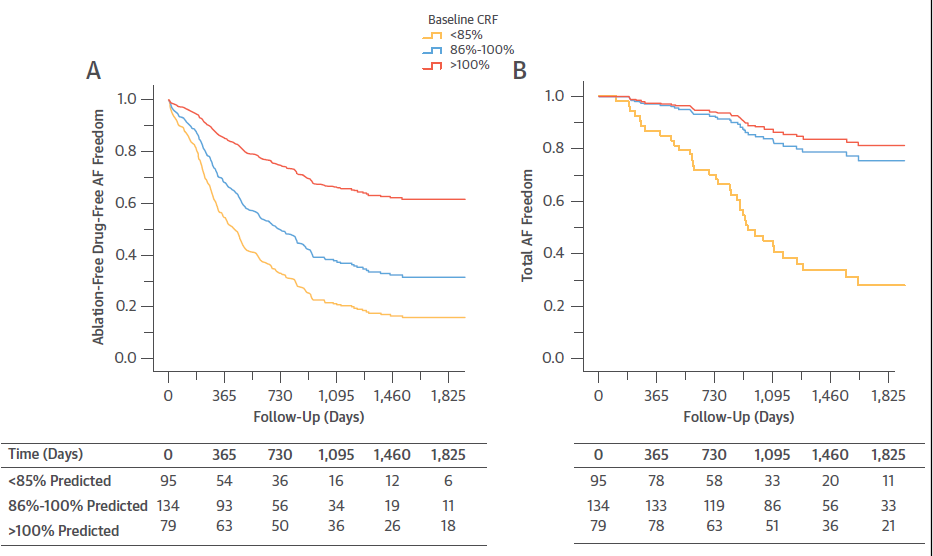 Baseline CRF
<85%
86%-100%
>100%
A
Ablation-Free Drug-Free AF Freedom
1.0
0.8
0.6
0.4
0.2
0.0
0 365 730 1,095 1,460 1,825
Follow-Up (Days)
B
Total AF Freedom
1.0
0.8
0.6
0.4
0.2
0.0
0 365 730 1,095 1,460 1,825
Follow-Up (Days)
Time (Days) 0 365 730 1,095 1,460 1,825
<85% Predicted 95 54 36 16 12 6
86%-100% Predicted 134 93 56 34 19 11
>100% Predicted 79 63 50 36 26 18
0 365 730 1,095 1,460 1,825
95 78 58 33 20 11
134 133 119 86 56 33
79 78 63 51 36 21